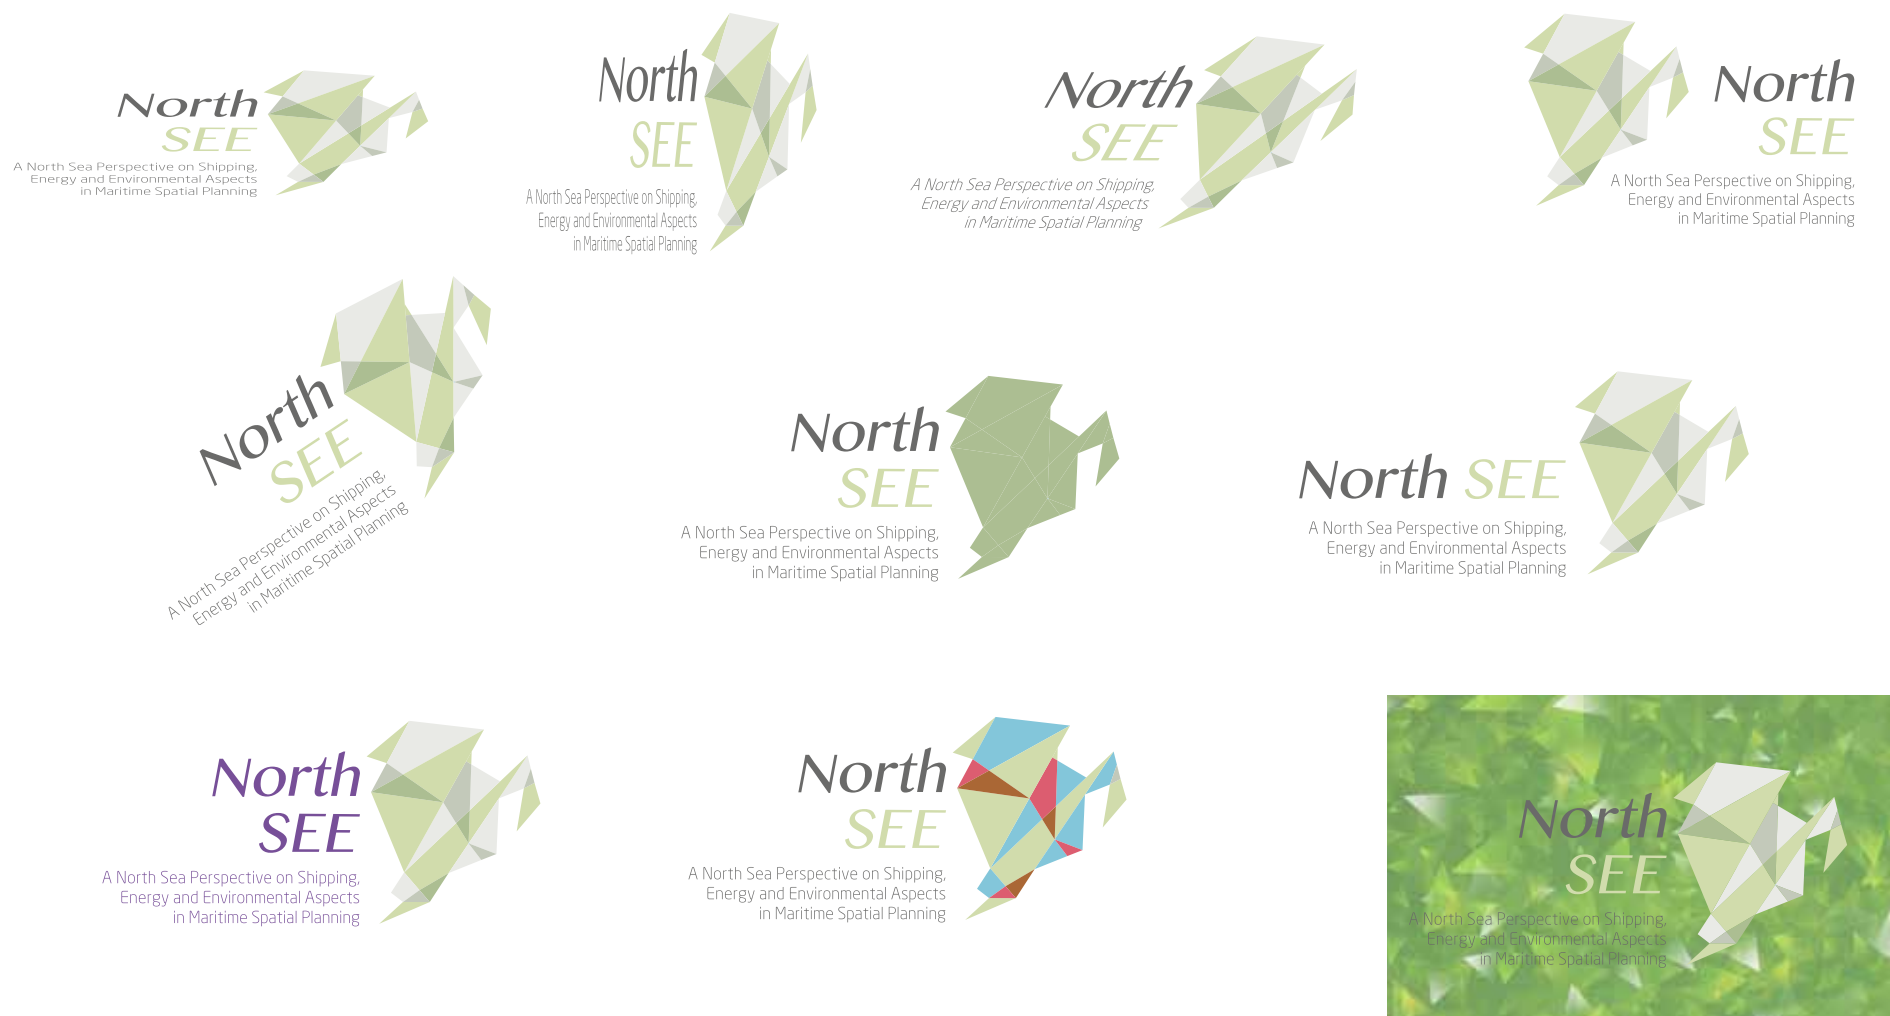 North
SEE
A North Sea Perspective on Shipping,
Energy and Environmental Aspects
in Maritime Spatial Planning
North
SEE
A North Sea Perspective on Shipping,
Energy and Environmental Aspects
in Maritime Spatial Planning
North
SEE
A North Sea Perspective on Shipping,
Energy and Environmental Aspects
in Maritime Spatial Planning
North
SEE
A North Sea Perspective on Shipping,
Energy and Environmental Aspects
in Maritime Spatial Planning
North
SEE
A North Sea Perspective on Shipping,
Energy and Environmental Aspects
in Maritime Spatial Planning
North
SEE
A North Sea Perspective on Shipping,
Energy and Environmental Aspects
in Maritime Spatial Planning
North SEE
A North Sea Perspective on Shipping,
Energy and Environmental Aspects
in Maritime Spatial Planning
North
SEE
A North Sea Perspective on Shipping,
Energy and Environmental Aspects
in Maritime Spatial Planning
North
SEE
A North Sea Perspective on Shipping,
Energy and Environmental Aspects
in Maritime Spatial Planning
North
SEE
A North Sea Perspective on Shipping,
Energy and Environmental Aspects
in Maritime Spatial Planning